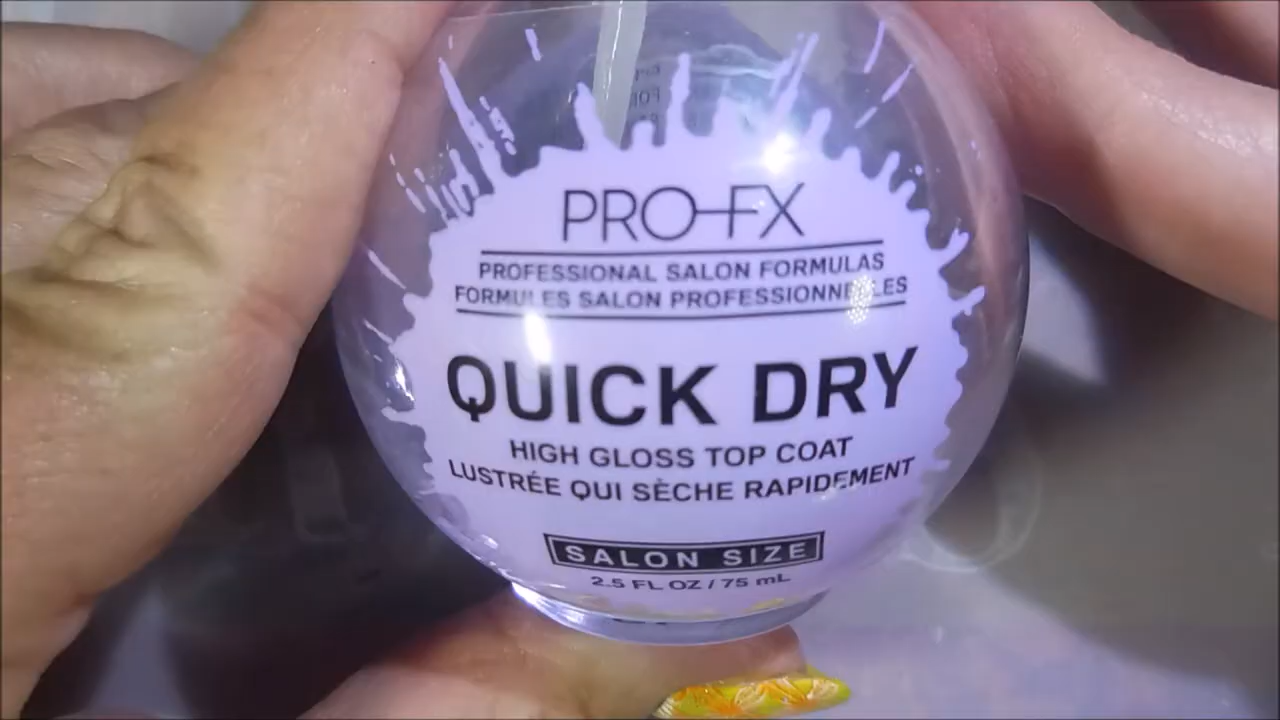 PRO-FX
PROFESSIONAL SALON FORMULAS
FORMULES SALON PROFESSIONNELLES
QUICK DRY
HIGH GLOSS TOP COAT
LUSTRÉE QUI SÈCHE RAPIDEMENT
SALON SIZE
2.5 FL OZ / 75 mL